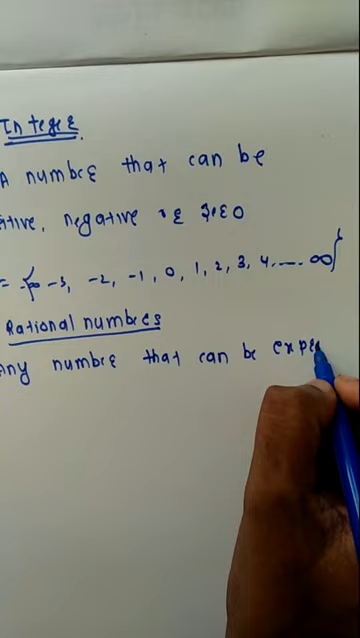 Integer
A number that can be
ative, negative or zero
= {-∞ -3, -2, -1, 0, 1, 2, 3, 4..... ∞}
Rational numbers
Any number that can be expre